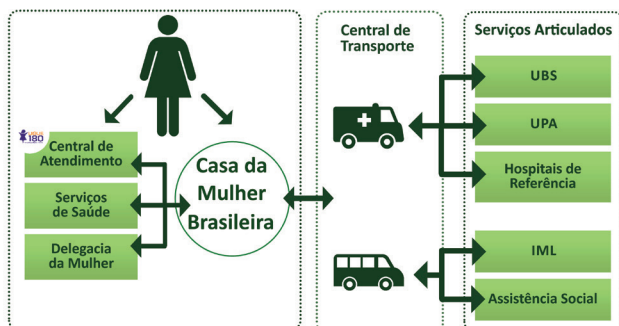 LIGUE
180
Central de
Atendimento
Serviços
de Saúde
Delegacia
da Mulher
Casa da
Mulher
Brasileira
Central de
Transporte
Serviços Articulados
UBS
UPA
Hospitais de
Referência
IML
Assistência Social